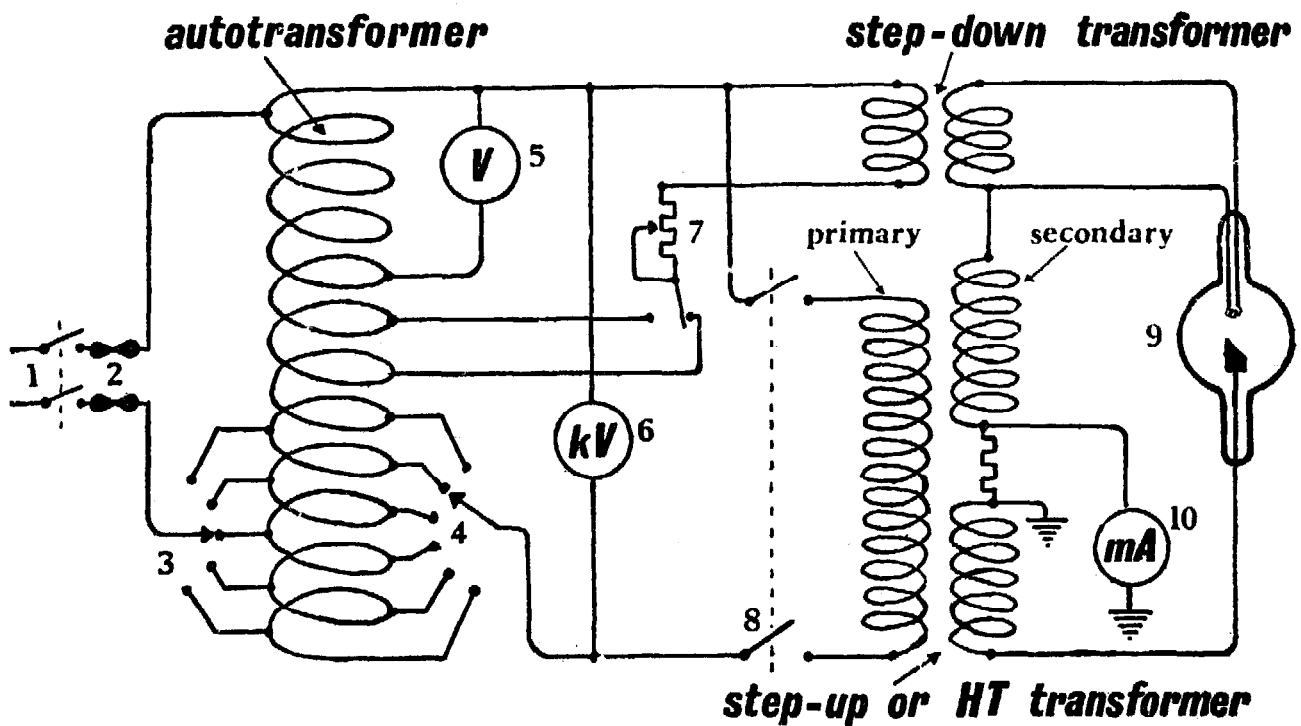 autotransformer
step-down transformer
V 5
7
primary
secondary
1
2
9
kV 6
3
4
mA 10
8
step-up or HT transformer